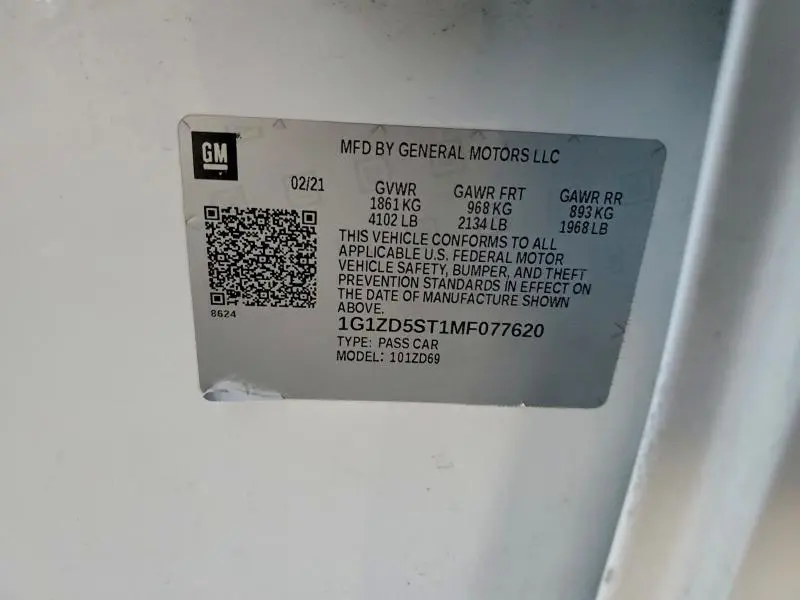 GM
MFD BY GENERAL MOTORS LLC
02/21
GVWR GAWR FRT GAWR RR
1861 KG 968 KG 893 KG
4102 LB 2134 LB 1968 LB
THIS VEHICLE CONFORMS TO ALL
APPLICABLE U.S. FEDERAL MOTOR
VEHICLE SAFETY, BUMPER, AND THEFT
PREVENTION STANDARDS IN EFFECT ON
THE DATE OF MANUFACTURE SHOWN
ABOVE.
8624
1G1ZD5ST1MF077620
TYPE: PASS CAR
MODEL: 101ZD69